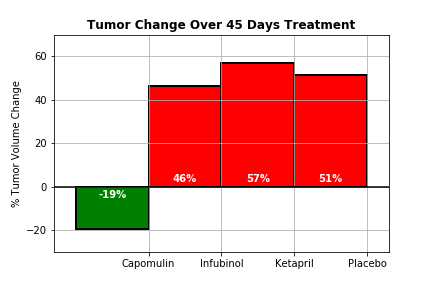 Tumor Change Over 45 Days Treatment
% Tumor Volume Change
60
40
20
0
−20
-19%
46%
57%
51%
Capomulin
Infubinol
Ketapril
Placebo